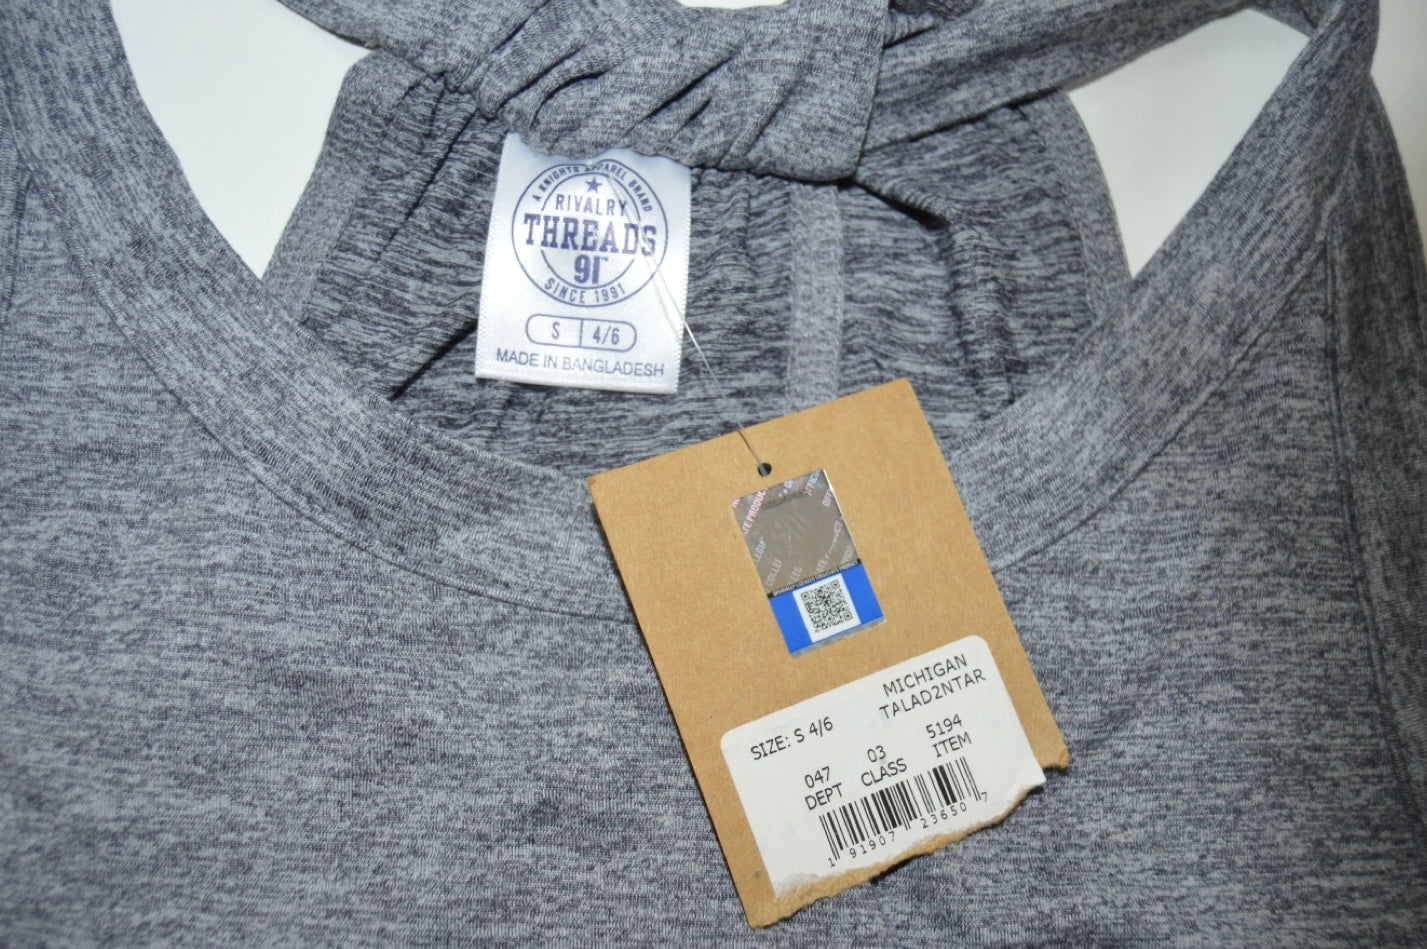 A KNIGHTS APPAREL BRAND
RIVALRY
THREADS
91
SINCE 1991
S 4/6
MADE IN BANGLADESH
MICHIGAN
TALAD2NTAR
SIZE: S 4/6
047 03 5194
DEPT CLASS ITEM
1 91907 23650 7